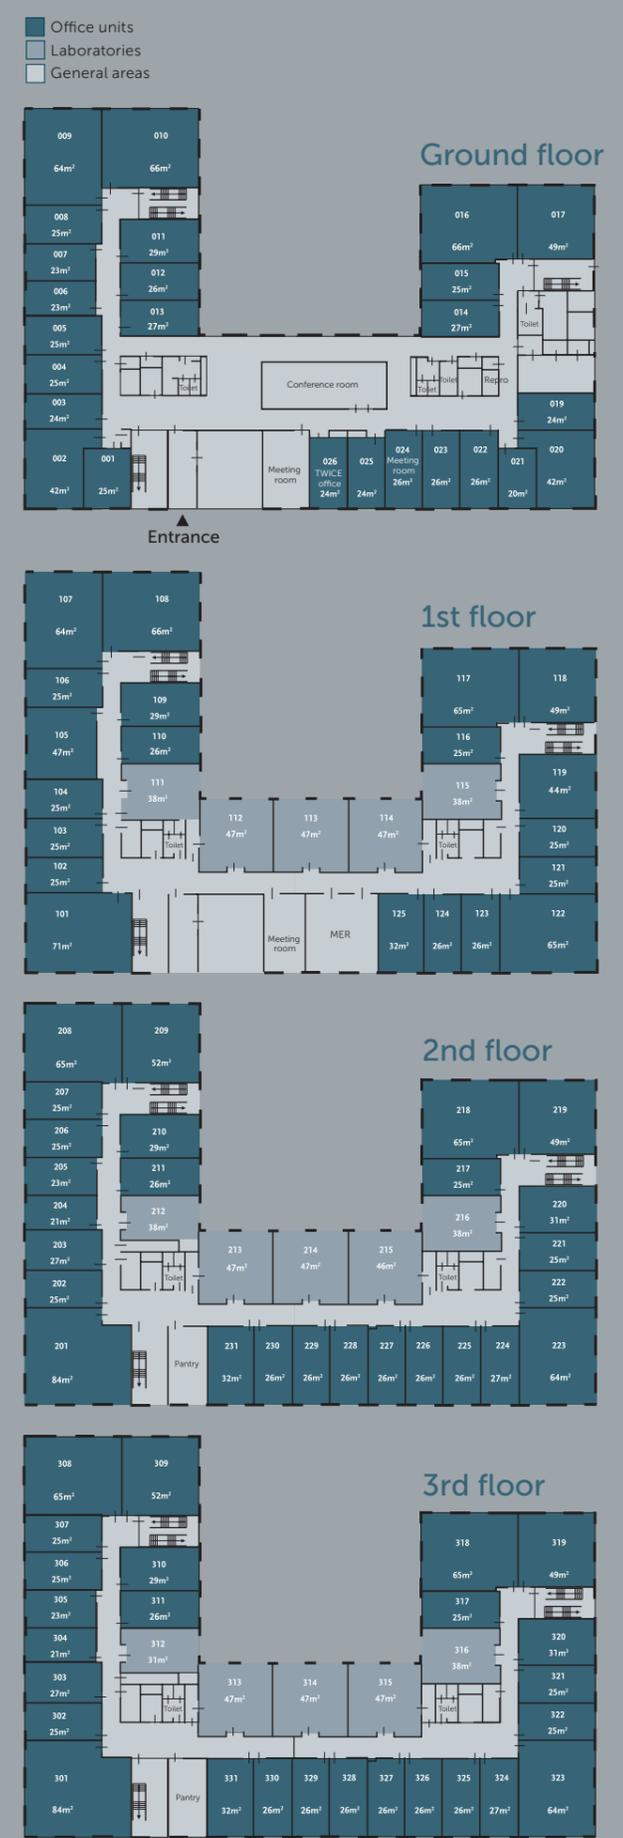 Office units
Laboratories
General areas
Ground floor
009
64m²
010
66m²
008
25m²
007
23m²
006
23m²
005
25m²
004
25m²
003
24m²
002
42m²
001
25m²
011
29m²
012
26m²
013
27m²
Toilet
Conference room
Meeting
room
016
66m²
017
49m²
015
25m²
014
27m²
Toilet
Toilet
Toilet
Repro
019
24m²
020
42m²
021
20m²
022
26m²
023
26m²
024
Meeting
room
26m²
025
24m²
026
TWICE
office
24m²
Entrance
1st floor
107
64m²
108
66m²
106
25m²
105
47m²
104
25m²
103
25m²
102
25m²
101
71m²
109
29m²
110
26m²
111
38m²
Toilet
112
47m²
113
47m²
114
47m²
Meeting
room
MER
117
65m²
118
49m²
116
25m²
115
38m²
Toilet
119
44m²
120
25m²
121
25m²
122
65m²
123
26m²
124
26m²
125
32m²
2nd floor
208
65m²
209
52m²
207
25m²
206
25m²
205
23m²
204
21m²
203
27m²
202
25m²
201
84m²
210
29m²
211
26m²
212
38m²
Toilet
213
47m²
214
47m²
215
46m²
Pantry
218
65m²
219
49m²
217
25m²
216
38m²
Toilet
220
31m²
221
25m²
222
25m²
223
64m²
224
27m²
225
26m²
226
26m²
227
26m²
228
26m²
229
26m²
230
26m²
231
32m²
3rd floor
308
65m²
309
52m²
307
25m²
306
25m²
305
23m²
304
21m²
303
27m²
302
25m²
301
84m²
310
29m²
311
26m²
312
31m²
Toilet
313
47m²
314
47m²
315
47m²
Pantry
318
65m²
319
49m²
317
25m²
316
38m²
Toilet
320
31m²
321
25m²
322
25m²
323
64m²
324
27m²
325
26m²
326
26m²
327
26m²
328
26m²
329
26m²
330
26m²
331
32m²